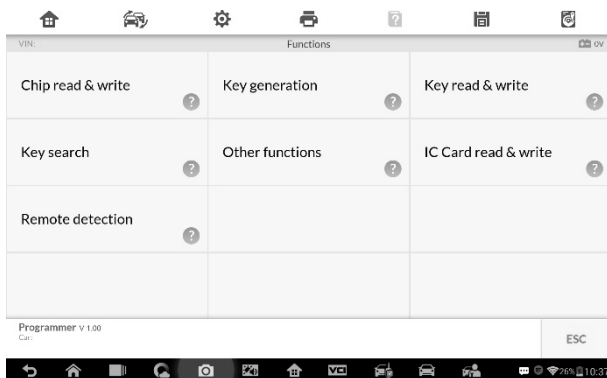 VIN:
Functions
0V
Chip read & write
?
Key generation
?
Key read & write
?
Key search
?
Other functions
?
IC Card read & write
?
Remote detection
?
Programmer V 1.00
Car:
ESC
VCI
26% 10:37